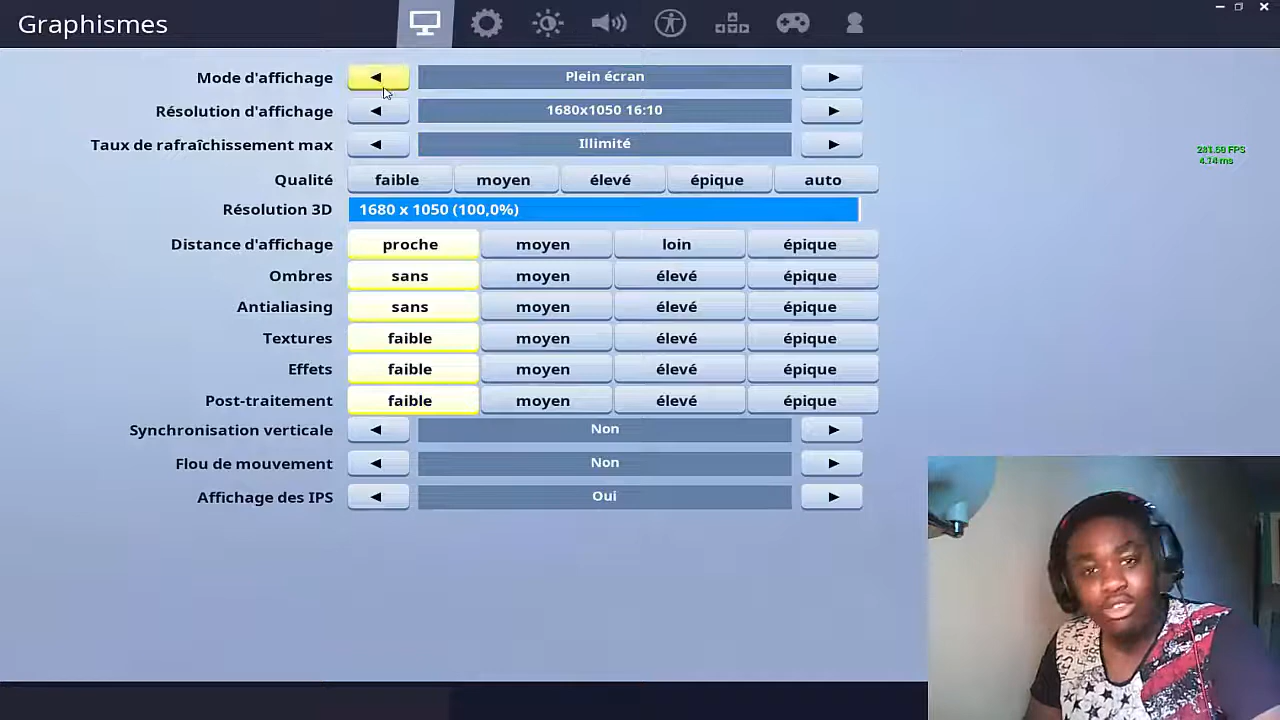 Graphismes
Mode d'affichage ◄ Plein écran ►
Résolution d'affichage ◄ 1680x1050 16:10 ►
Taux de rafraîchissement max ◄ Illimité ►
Qualité faible moyen élevé épique auto
Résolution 3D 1680 x 1050 (100,0%)
Distance d'affichage proche moyen loin épique
Ombres sans moyen élevé épique
Antialiasing sans moyen élevé épique
Textures faible moyen élevé épique
Effets faible moyen élevé épique
Post-traitement faible moyen élevé épique
Synchronisation verticale ◄ Non ►
Flou de mouvement ◄ Non ►
Affichage des IPS ◄ Oui ►
FPS
ms